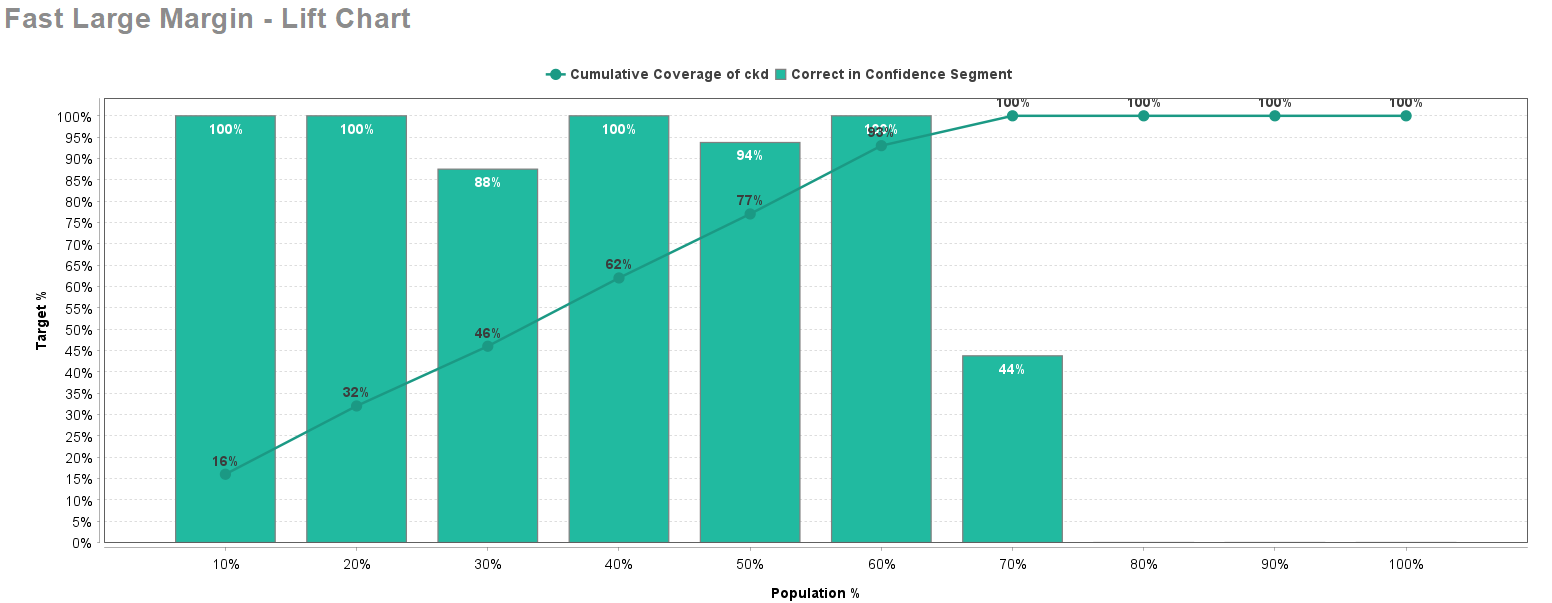 Fast Large Margin - Lift Chart
Cumulative Coverage of ckd Correct in Confidence Segment
100% 100% 100% 100%
100%
95%
90%
85%
80%
75%
70%
65%
60%
55%
50%
45%
40%
35%
30%
25%
20%
15%
10%
5%
0%
Target %
100% 100% 88% 100% 94% 44%
16% 32% 46% 62% 77% 93%
10% 20% 30% 40% 50% 60% 70% 80% 90% 100%
Population %